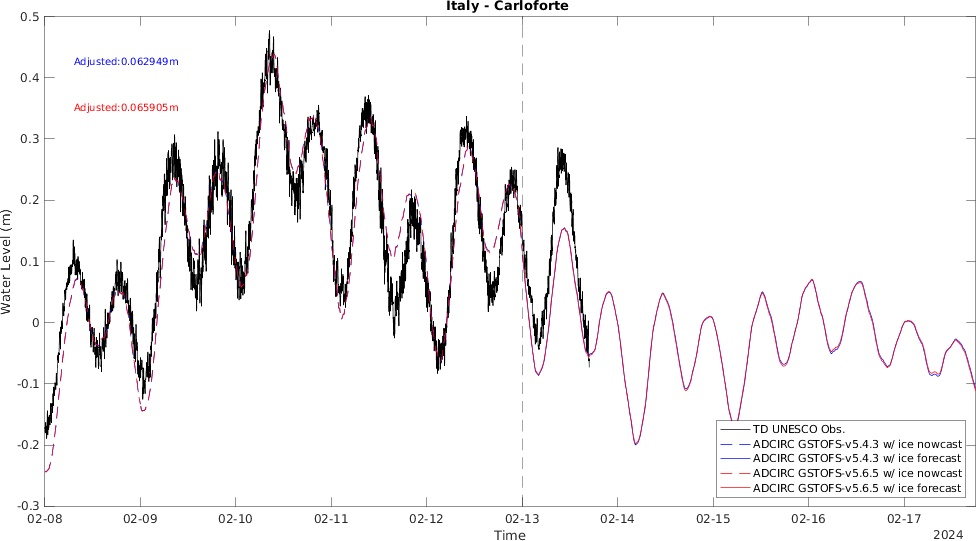 Italy - Carloforte
Adjusted:0.062949m
Adjusted:0.065905m
Water Level (m)
0.5
0.4
0.3
0.2
0.1
0
-0.1
-0.2
-0.3
02-08
02-09
02-10
02-11
02-12
02-13
02-14
02-15
02-16
02-17
Time
2024
TD UNESCO Obs.
ADCIRC GSTOFS-v5.4.3 w/ ice nowcast
ADCIRC GSTOFS-v5.4.3 w/ ice forecast
ADCIRC GSTOFS-v5.6.5 w/ ice nowcast
ADCIRC GSTOFS-v5.6.5 w/ ice forecast